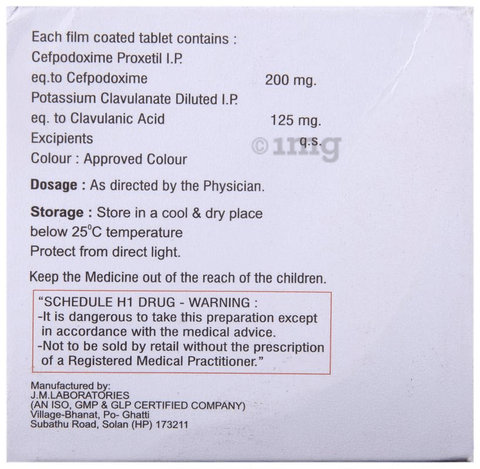 Each film coated tablet contains :
Cefpodoxime Proxetil I.P.
eq.to Cefpodoxime 200 mg.
Potassium Clavulanate Diluted I.P.
eq. to Clavulanic Acid 125 mg.
Excipients q.s.
©1mg
Colour : Approved Colour
Dosage : As directed by the Physician.
Storage : Store in a cool & dry place
below 25⁰C temperature
Protect from direct light.
Keep the Medicine out of the reach of the children.
“SCHEDULE H1 DRUG - WARNING :
-It is dangerous to take this preparation except
in accordance with the medical advice.
-Not to be sold by retail without the prescription
of a Registered Medical Practitioner.”
Manufactured by:
J.M.LABORATORIES
(AN ISO, GMP & GLP CERTIFIED COMPANY)
Village-Bhanat, Po- Ghatti
Subathu Road, Solan (HP) 173211